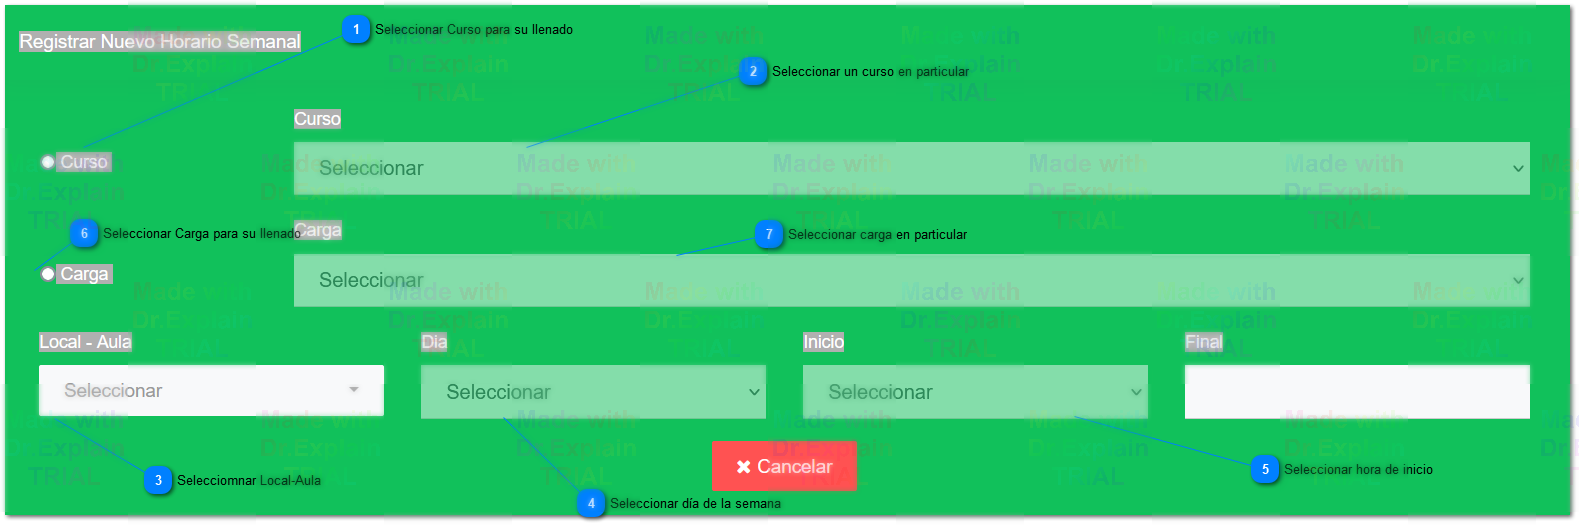 1 Seleccionar Curso para su llenado
Registrar Nuevo Horario Semanal
2 Seleccionar un curso en particular
Curso
Curso
Seleccionar
6 Seleccionar Carga para su llenado
Carga
7 Seleccionar carga en particular
Carga
Seleccionar
Local - Aula
Dia
Inicio
Final
Seleccionar
Seleccionar
Seleccionar
Cancelar
3 Selecciomnar Local-Aula
4 Seleccionar día de la semana
5 Seleccionar hora de inicio
Made with
Dr.Explain
TRIAL